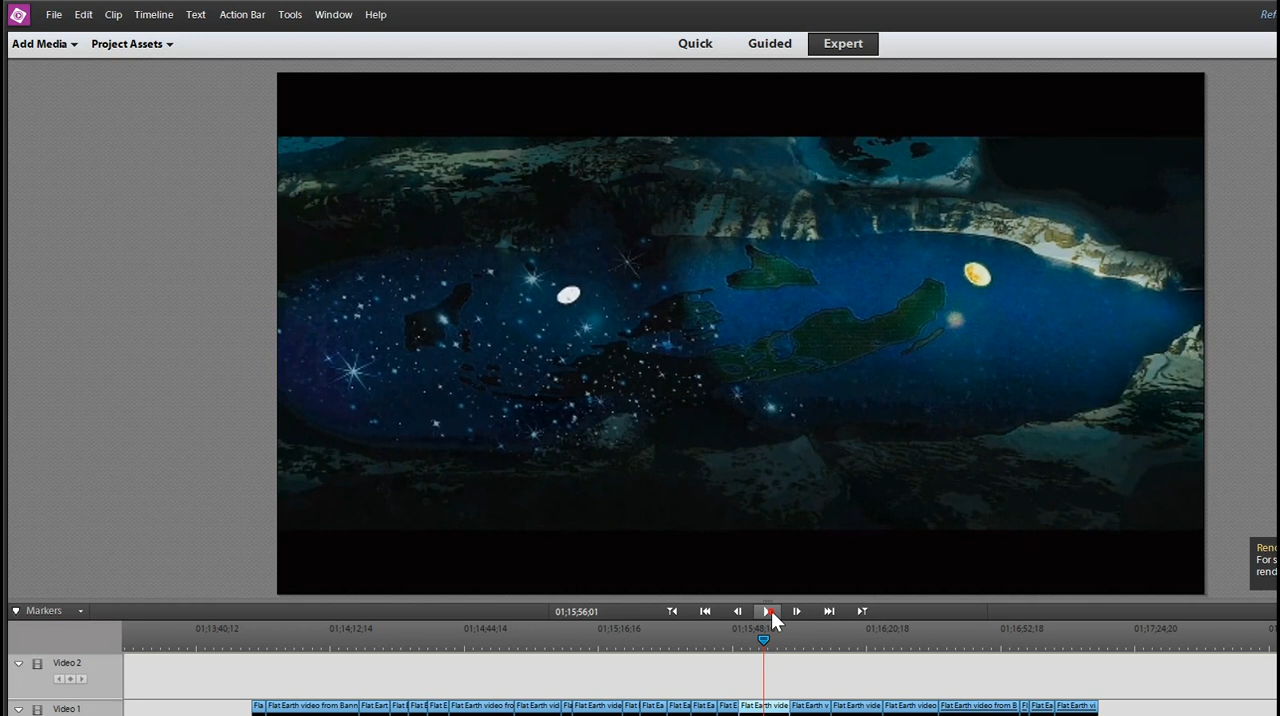 File Edit Clip Timeline Text Action Bar Tools Window Help
Add Media Project Assets Quick Guided Expert
Markers 01;15;56;01
01;13;40;12 01;14;12;14 01;14;44;14 01;15;16;16 01;16;20;18 01;16;52;18 01;17;24;20
Video 2
Video 1
Fla Flat Earth video from Bann Flat Eart Flat Flat E Flat E Flat Earth video fro Flat Earth vid Fla Flat Earth video Flat Flat Ea Flat Ea Flat Ea Flat E Flat Earth vide Flat Earth v Flat Earth vide Flat Earth video Flat Earth video from B Fl Flat Ea Flat Earth vi